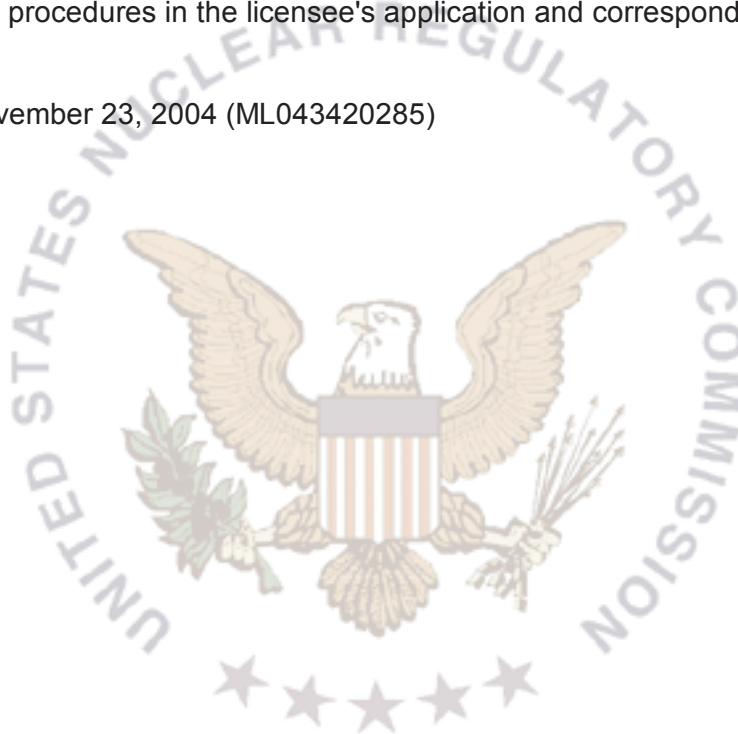 procedures in the licensee's application and correspond
vember 23, 2004 (ML043420285)
UNITED STATES NUCLEAR REGULATORY COMMISSION